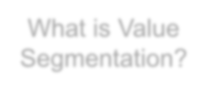 What is Value
Segmentation?